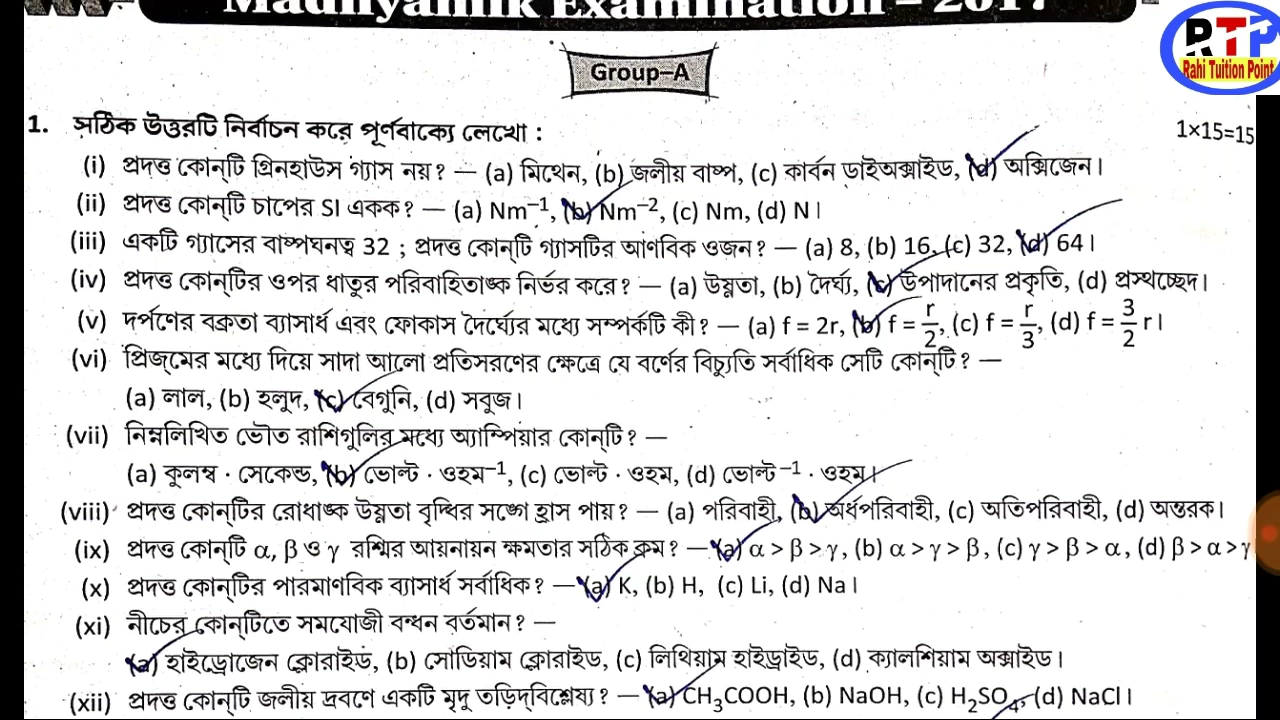 Madhyamik Examination – 2017
RTP
Rahi Tuition Point
Group–A
1. সঠিক উত্তরটি নির্বাচন করে পূর্ণবাক্যে লেখো : 1×15=15
(i) প্রদত্ত কোন্‌টি গ্রিনহাউস গ্যাস নয়? — (a) মিথেন, (b) জলীয় বাষ্প, (c) কার্বন ডাইঅক্সাইড, (d) অক্সিজেন।
(ii) প্রদত্ত কোন্‌টি চাপের SI একক? — (a) Nm⁻¹, (b) Nm⁻², (c) Nm, (d) N।
(iii) একটি গ্যাসের বাষ্পঘনত্ব 32 ; প্রদত্ত কোন্‌টি গ্যাসটির আণবিক ওজন? — (a) 8, (b) 16, (c) 32, (d) 64।
(iv) প্রদত্ত কোন্‌টির ওপর ধাতুর পরিবাহিতাঙ্ক নির্ভর করে? — (a) উষ্ণতা, (b) দৈর্ঘ্য, (c) উপাদানের প্রকৃতি, (d) প্রস্থচ্ছেদ।
(v) দর্পণের বক্রতা ব্যাসার্ধ এবং ফোকাস দৈর্ঘ্যের মধ্যে সম্পর্কটি কী? — (a) f = 2r, (b) f = r/2, (c) f = r/3, (d) f = 3/2 r।
(vi) প্রিজ্‌মের মধ্যে দিয়ে সাদা আলো প্রতিসরণের ক্ষেত্রে যে বর্ণের বিচ্যুতি সর্বাধিক সেটি কোন্‌টি? —
(a) লাল, (b) হলুদ, (c) বেগুনি, (d) সবুজ।
(vii) নিম্নলিখিত ভৌত রাশিগুলির মধ্যে অ্যাম্পিয়ার কোন্‌টি? —
(a) কুলম্ব · সেকেন্ড, (b) ভোল্ট · ওহম⁻¹, (c) ভোল্ট · ওহম, (d) ভোল্ট⁻¹ · ওহম।
(viii) প্রদত্ত কোন্‌টির রোধাঙ্ক উষ্ণতা বৃদ্ধির সঙ্গে হ্রাস পায়? — (a) পরিবাহী, (b) অর্ধপরিবাহী, (c) অতিপরিবাহী, (d) অন্তরক।
(ix) প্রদত্ত কোন্‌টি α, β ও γ রশ্মির আয়নায়ন ক্ষমতার সঠিক ক্রম? — (a) α > β > γ, (b) α > γ > β, (c) γ > β > α, (d) β > α > γ
(x) প্রদত্ত কোন্‌টির পারমাণবিক ব্যাসার্ধ সর্বাধিক? — (a) K, (b) H, (c) Li, (d) Na।
(xi) নীচের কোন্‌টিতে সমযোজী বন্ধন বর্তমান? —
(a) হাইড্রোজেন ক্লোরাইড, (b) সোডিয়াম ক্লোরাইড, (c) লিথিয়াম হাইড্রাইড, (d) ক্যালশিয়াম অক্সাইড।
(xii) প্রদত্ত কোন্‌টি জলীয় দ্রবণে একটি মৃদু তড়িদ্‌বিশ্লেষ্য? — (a) CH₃COOH, (b) NaOH, (c) H₂SO₄, (d) NaCl।